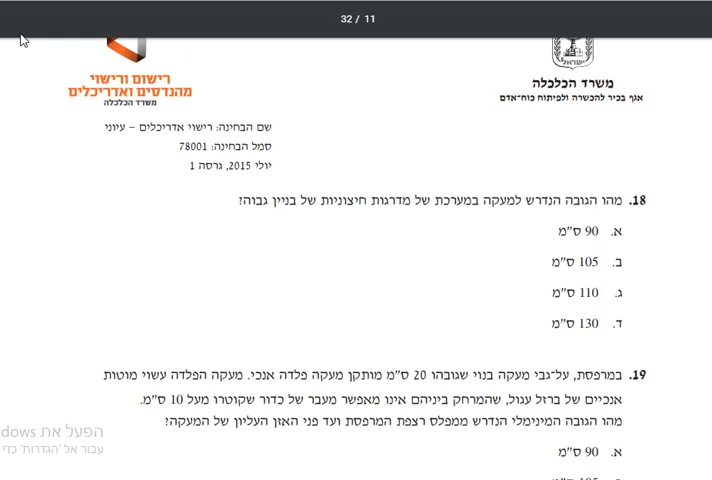 32 / 11
רישום ורישוי
מהנדסים ואדריכלים
משרד הכלכלה
משרד הכלכלה
אגף בכיר להכשרה ולפיתוח כוח־אדם
שם הבחינה: רישוי אדריכלים – עיוני
סמל הבחינה: 78001
יולי 2015, גרסה 1
18. מהו הגובה הנדרש למעקה במערכת של מדרגות חיצוניות של בניין גבוה?
א. 90 ס"מ
ב. 105 ס"מ
ג. 110 ס"מ
ד. 130 ס"מ
19. במרפסת, על־גבי מעקה בנוי שגובהו 20 ס"מ מותקן מעקה פלדה אנכי. מעקה הפלדה עשוי מוטות
אנכיים של ברזל עגול, שהמרחק ביניהם אינו מאפשר מעבר של כדור שקוטרו מעל 10 ס"מ.
מהו הגובה המינימלי הנדרש ממפלס רצפת המרפסת ועד פני האזן העליון של המעקה?
א. 90 ס"מ
הפעל את dows
עבור אל 'הגדרות' כדי